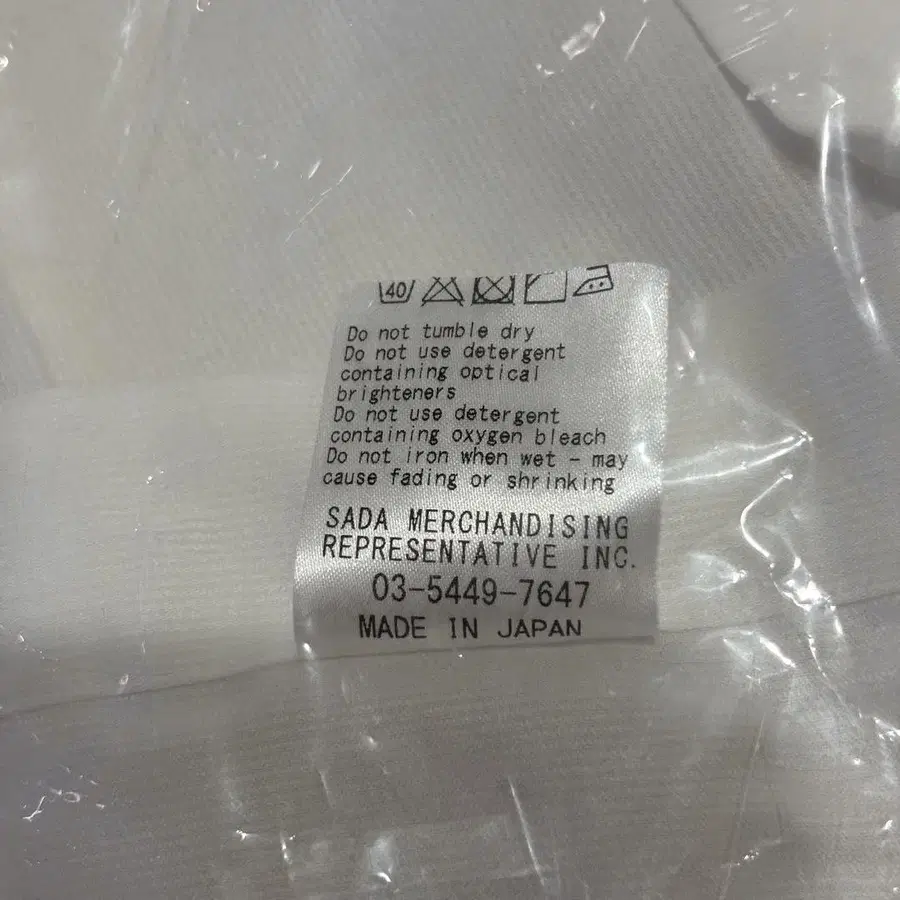 40
Do not tumble dry
Do not use detergent
containing optical
brighteners
Do not use detergent
containing oxygen bleach
Do not iron when wet – may
cause fading or shrinking
SADA MERCHANDISING
REPRESENTATIVE INC.
03-5449-7647
MADE IN JAPAN